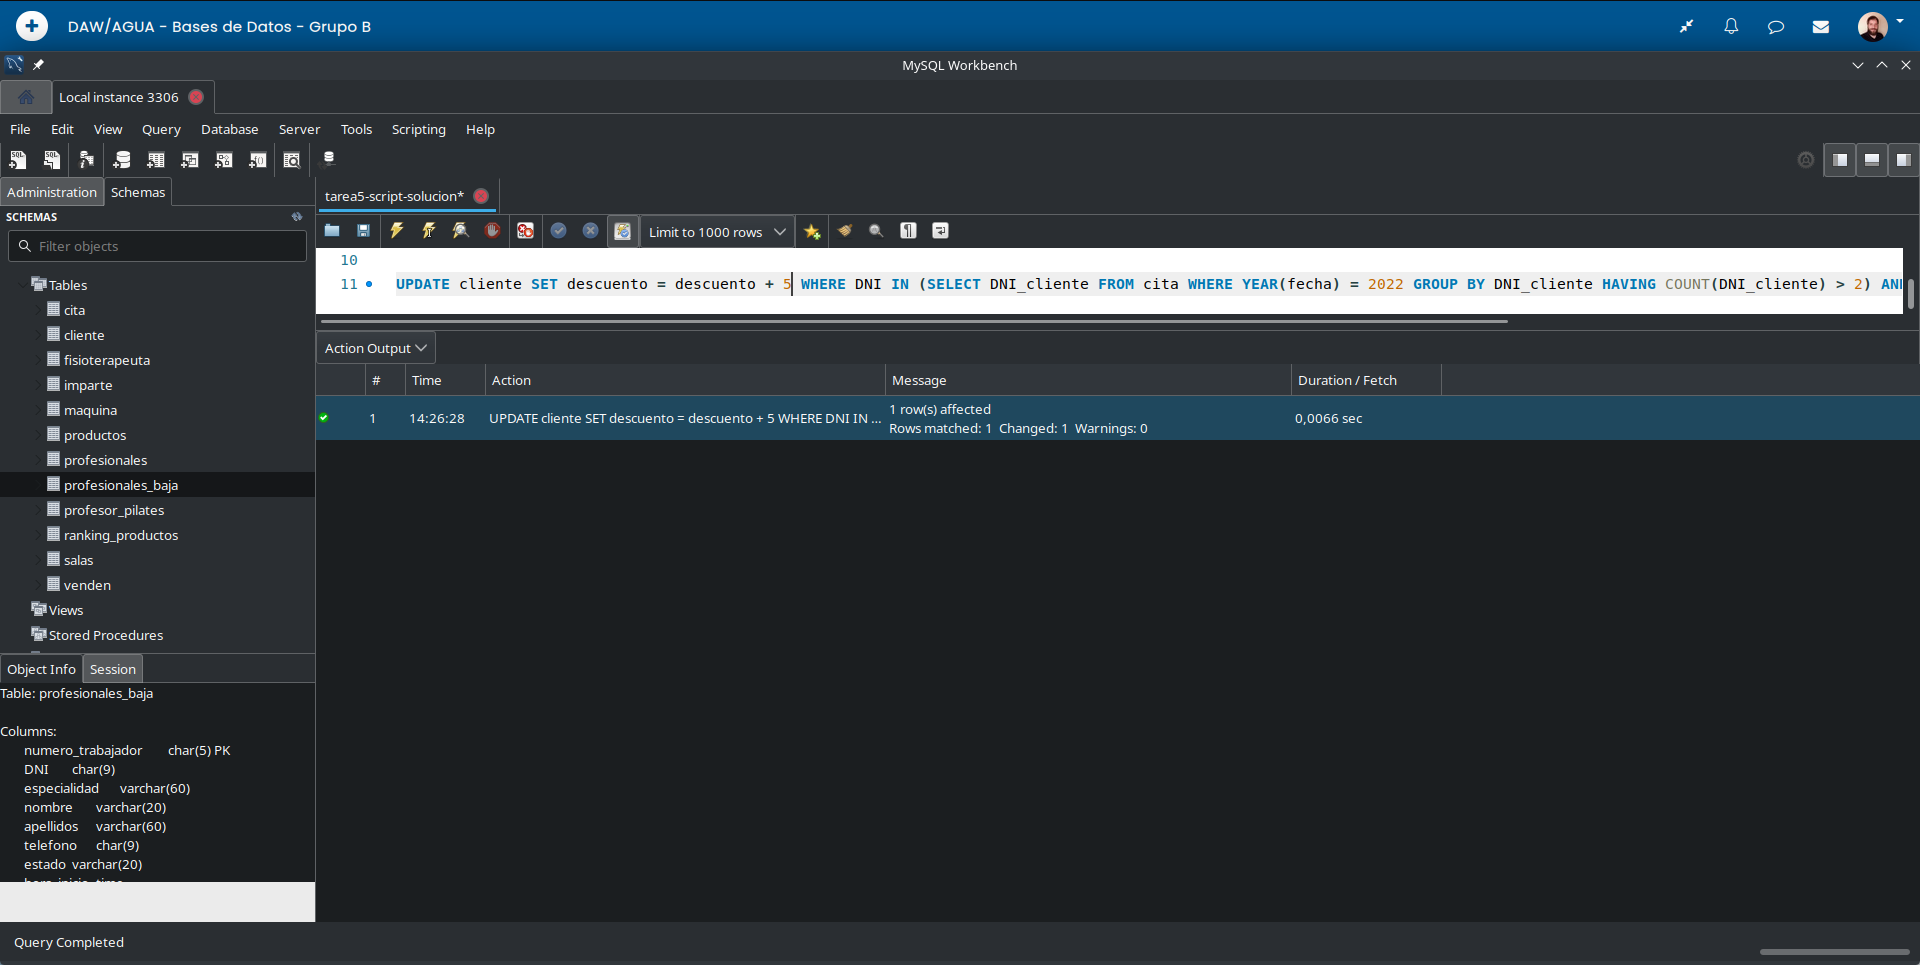 DAW/AGUA - Bases de Datos - Grupo B
MySQL Workbench
Local instance 3306
File Edit View Query Database Server Tools Scripting Help
Administration Schemas
SCHEMAS
Filter objects
Tables
cita
cliente
fisioterapeuta
imparte
maquina
productos
profesionales
profesionales_baja
profesor_pilates
ranking_productos
salas
venden
Views
Stored Procedures
Object Info Session
Table: profesionales_baja
Columns:
numero_trabajador char(5) PK
DNI char(9)
especialidad varchar(60)
nombre varchar(20)
apellidos varchar(60)
telefono char(9)
estado varchar(20)
tarea5-script-solucion*
Limit to 1000 rows
10
11 UPDATE cliente SET descuento = descuento + 5 WHERE DNI IN (SELECT DNI_cliente FROM cita WHERE YEAR(fecha) = 2022 GROUP BY DNI_cliente HAVING COUNT(DNI_cliente) > 2)
Action Output
# Time Action Message Duration / Fetch
1 14:26:28 UPDATE cliente SET descuento = descuento + 5 WHERE DNI IN ... 1 row(s) affected
Rows matched: 1 Changed: 1 Warnings: 0 0,0066 sec
Query Completed